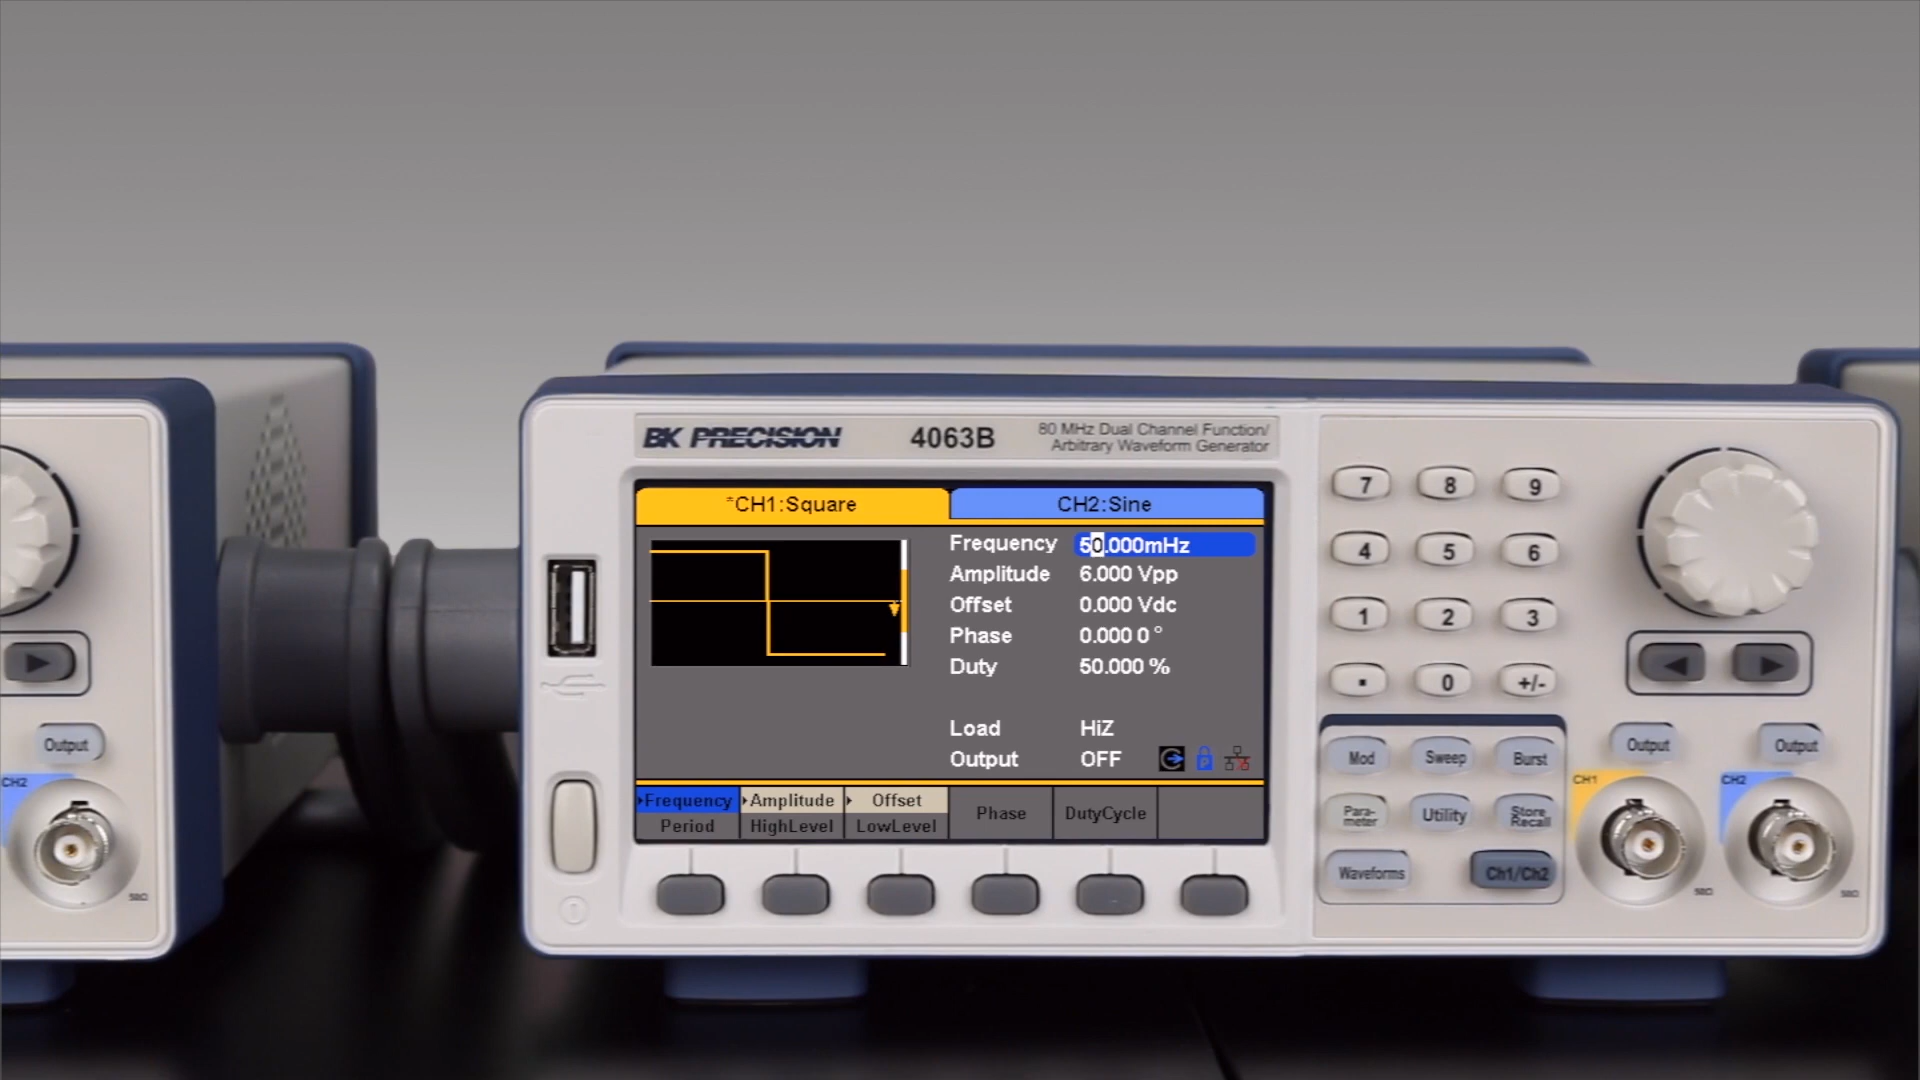 BK PRECISION
4063B
80 MHz Dual Channel Function/
Arbitrary Waveform Generator
*CH1:Square
CH2:Sine
Frequency 50.000mHz
Amplitude 6.000 Vpp
Offset 0.000 Vdc
Phase 0.000 0 °
Duty 50.000 %
Load HiZ
Output OFF
Frequency
Period
Amplitude
HighLevel
Offset
LowLevel
Phase
DutyCycle
7 8 9
4 5 6
1 2 3
. 0 +/-
Mod Sweep Burst
Para-
meter
Utility
Store
Recall
Waveforms
Ch1/Ch2
Output
CH1
50Ω
Output
CH2
50Ω
Output
CH2
50Ω